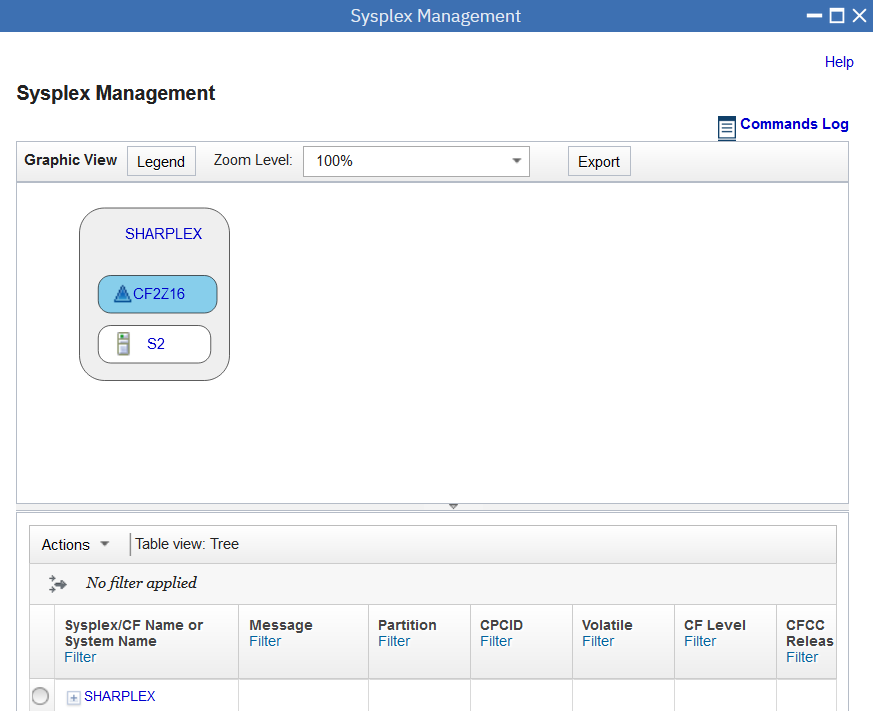 Sysplex Management
Help
Sysplex Management
Commands Log
Graphic View Legend Zoom Level: 100% Export
SHARPLEX
CF2Z16
S2
Actions Table view: Tree
No filter applied
Sysplex/CF Name or Message Partition CPCID Volatile CF Level CFCC
System Name Filter Filter Filter Filter Filter Releas
Filter Filter
SHARPLEX